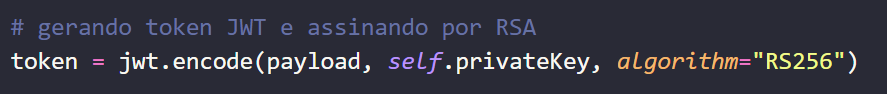 # gerando token JWT e assinando por RSA
token = jwt.encode(payload, self.privateKey, algorithm="RS256")